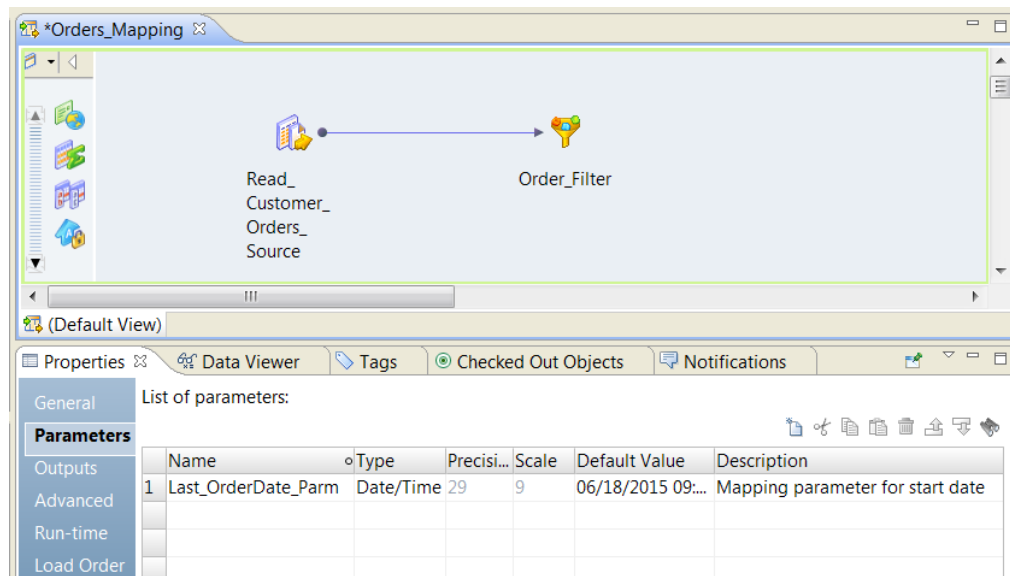 *Orders_Mapping
Read_
Customer_
Orders_
Source
Order_Filter
(Default View)
Properties Data Viewer Tags Checked Out Objects Notifications
General
Parameters
Outputs
Advanced
Run-time
Load Order
List of parameters:
Name Type Precisi... Scale Default Value Description
1 Last_OrderDate_Parm Date/Time 29 9 06/18/2015 09:... Mapping parameter for start date